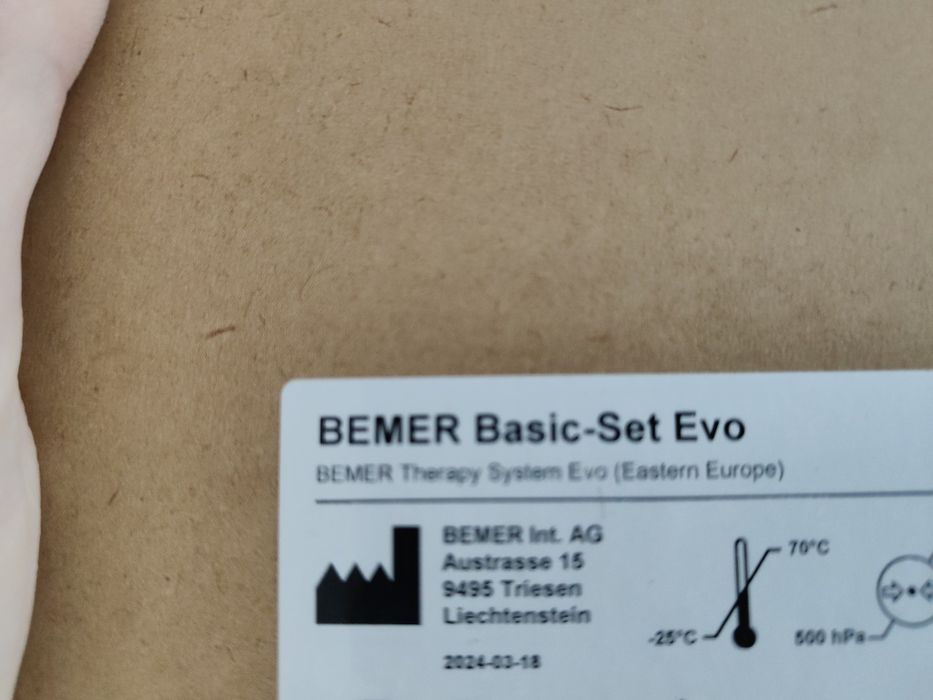 BEMER Basic-Set Evo
BEMER Therapy System Evo (Eastern Europe)
BEMER Int. AG
Austrasse 15
9495 Triesen
Liechtenstein
2024-03-18
70°C
-25°C
500 hPa